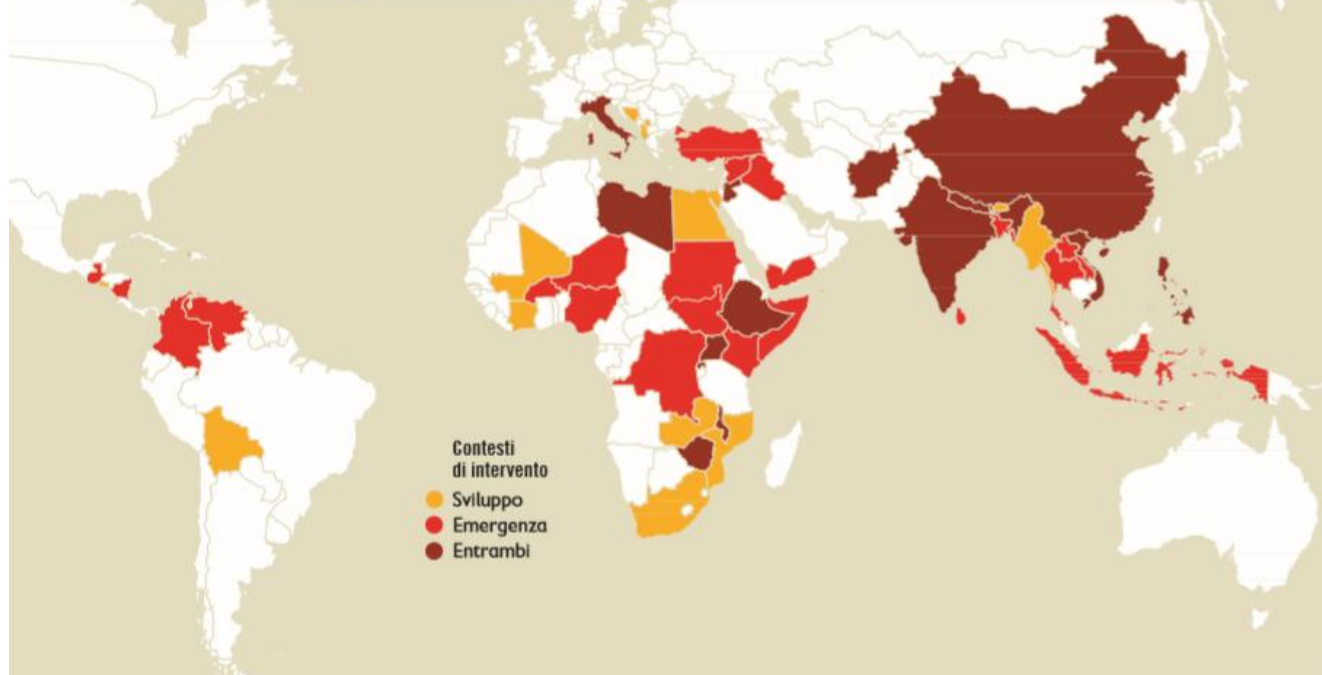 Contesti
di intervento
Sviluppo
Emergenza
Entrambi